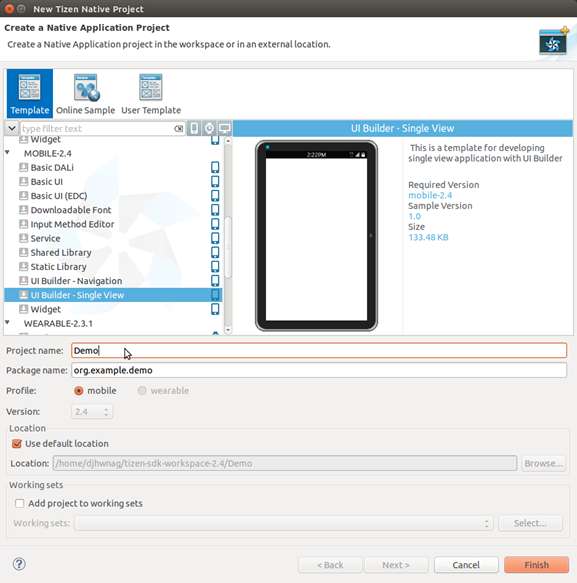 New Tizen Native Project
Create a Native Application Project
Create a Native Application project in the workspace or in an external location.
Template
Online Sample
User Template
type filter text
Widget
MOBILE-2.4
Basic DALi
Basic UI
Basic UI (EDC)
Downloadable Font
Input Method Editor
Service
Shared Library
Static Library
UI Builder - Navigation
UI Builder - Single View
Widget
WEARABLE-2.3.1
UI Builder - Single View
2:22PM
This is a template for developing
single view application with UI Builder
Required Version
mobile-2.4
Sample Version
1.0
Size
133.48 KB
Project name: Demo
Package name: org.example.demo
Profile: mobile wearable
Version: 2.4
Location
Use default location
Location: /home/djhwnag/tizen-sdk-workspace-2.4/Demo Browse...
Working sets
Add project to working sets
Working sets: Select...
? < Back Next > Cancel Finish